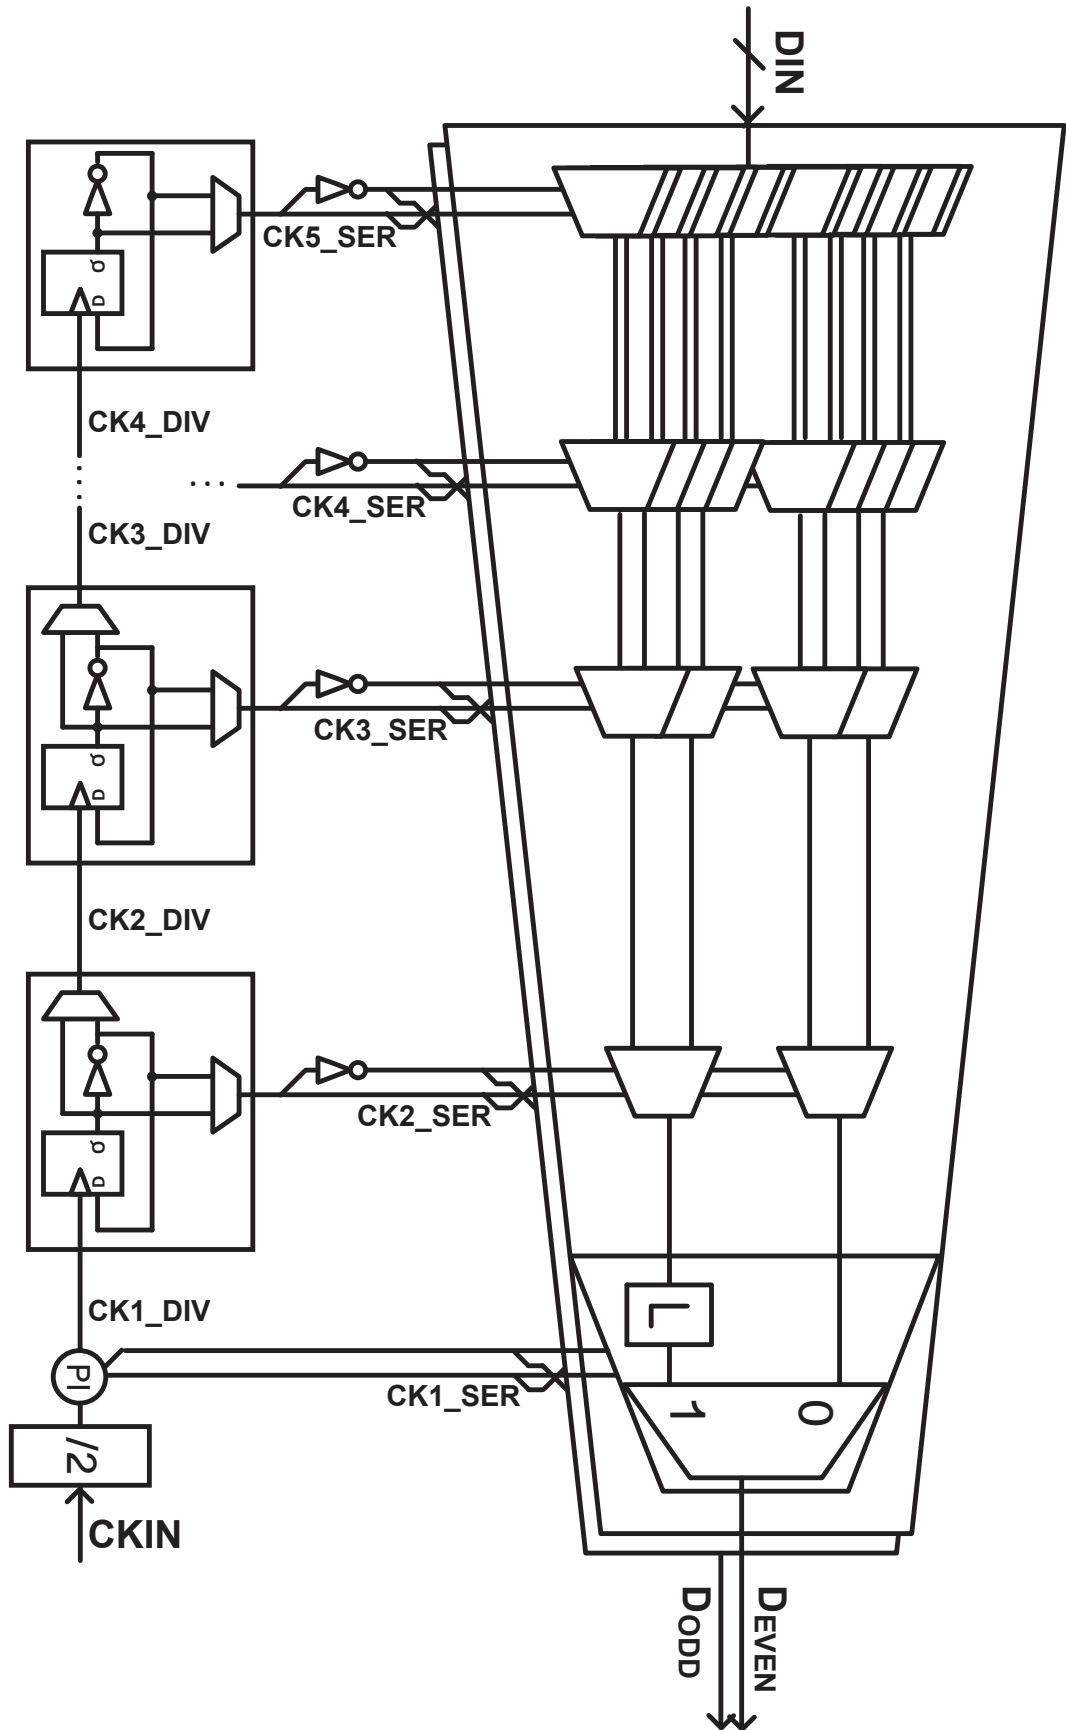 DIN
CK5_SER
Q
D
CK4_DIV
...
...
CK4_SER
CK3_DIV
CK3_SER
Q
D
CK2_DIV
CK2_SER
Q
D
CK1_DIV
L
PI
CK1_SER
1
0
/2
CKIN
DODD
DEVEN